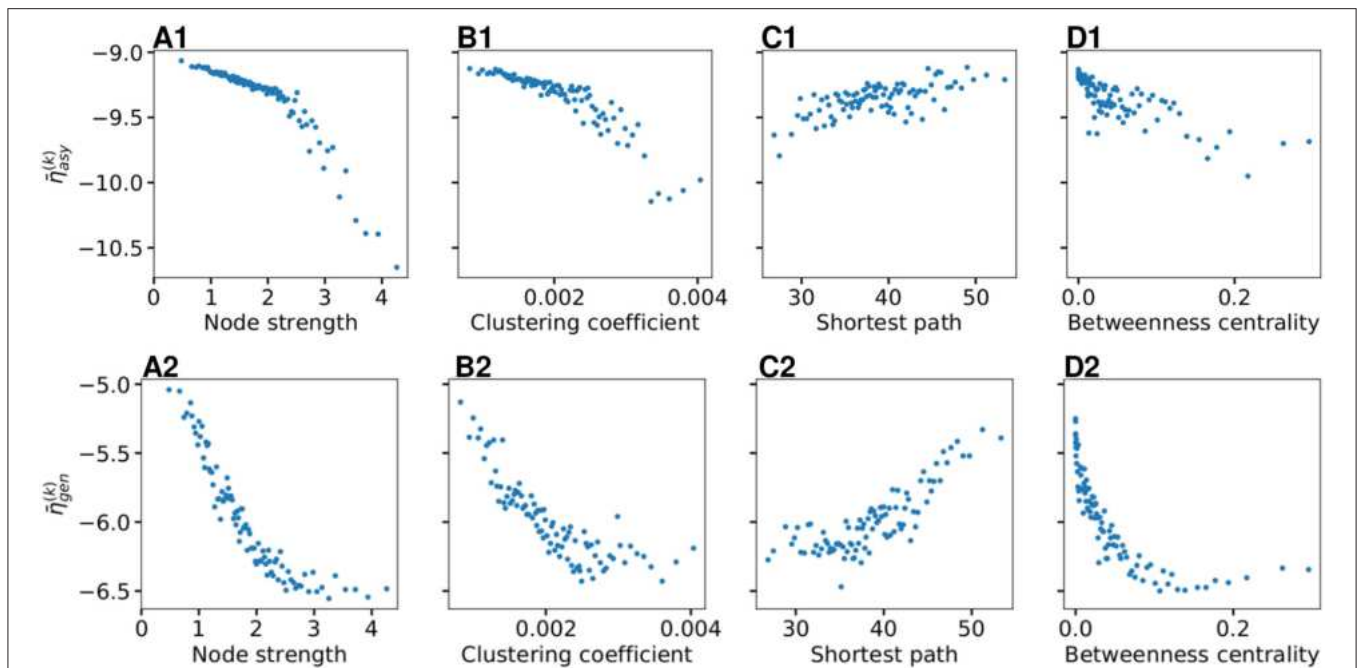 A1 B1 C1 D1
−9.0
−9.5
−10.0
−10.5
η̄(k)asy
0 1 2 3 4 0.002 0.004 30 40 50 0.0 0.2
Node strength Clustering coefficient Shortest path Betweenness centrality
A2 B2 C2 D2
−5.0
−5.5
−6.0
−6.5
η̄(k)gen
0 1 2 3 4 0.002 0.004 30 40 50 0.0 0.2
Node strength Clustering coefficient Shortest path Betweenness centrality